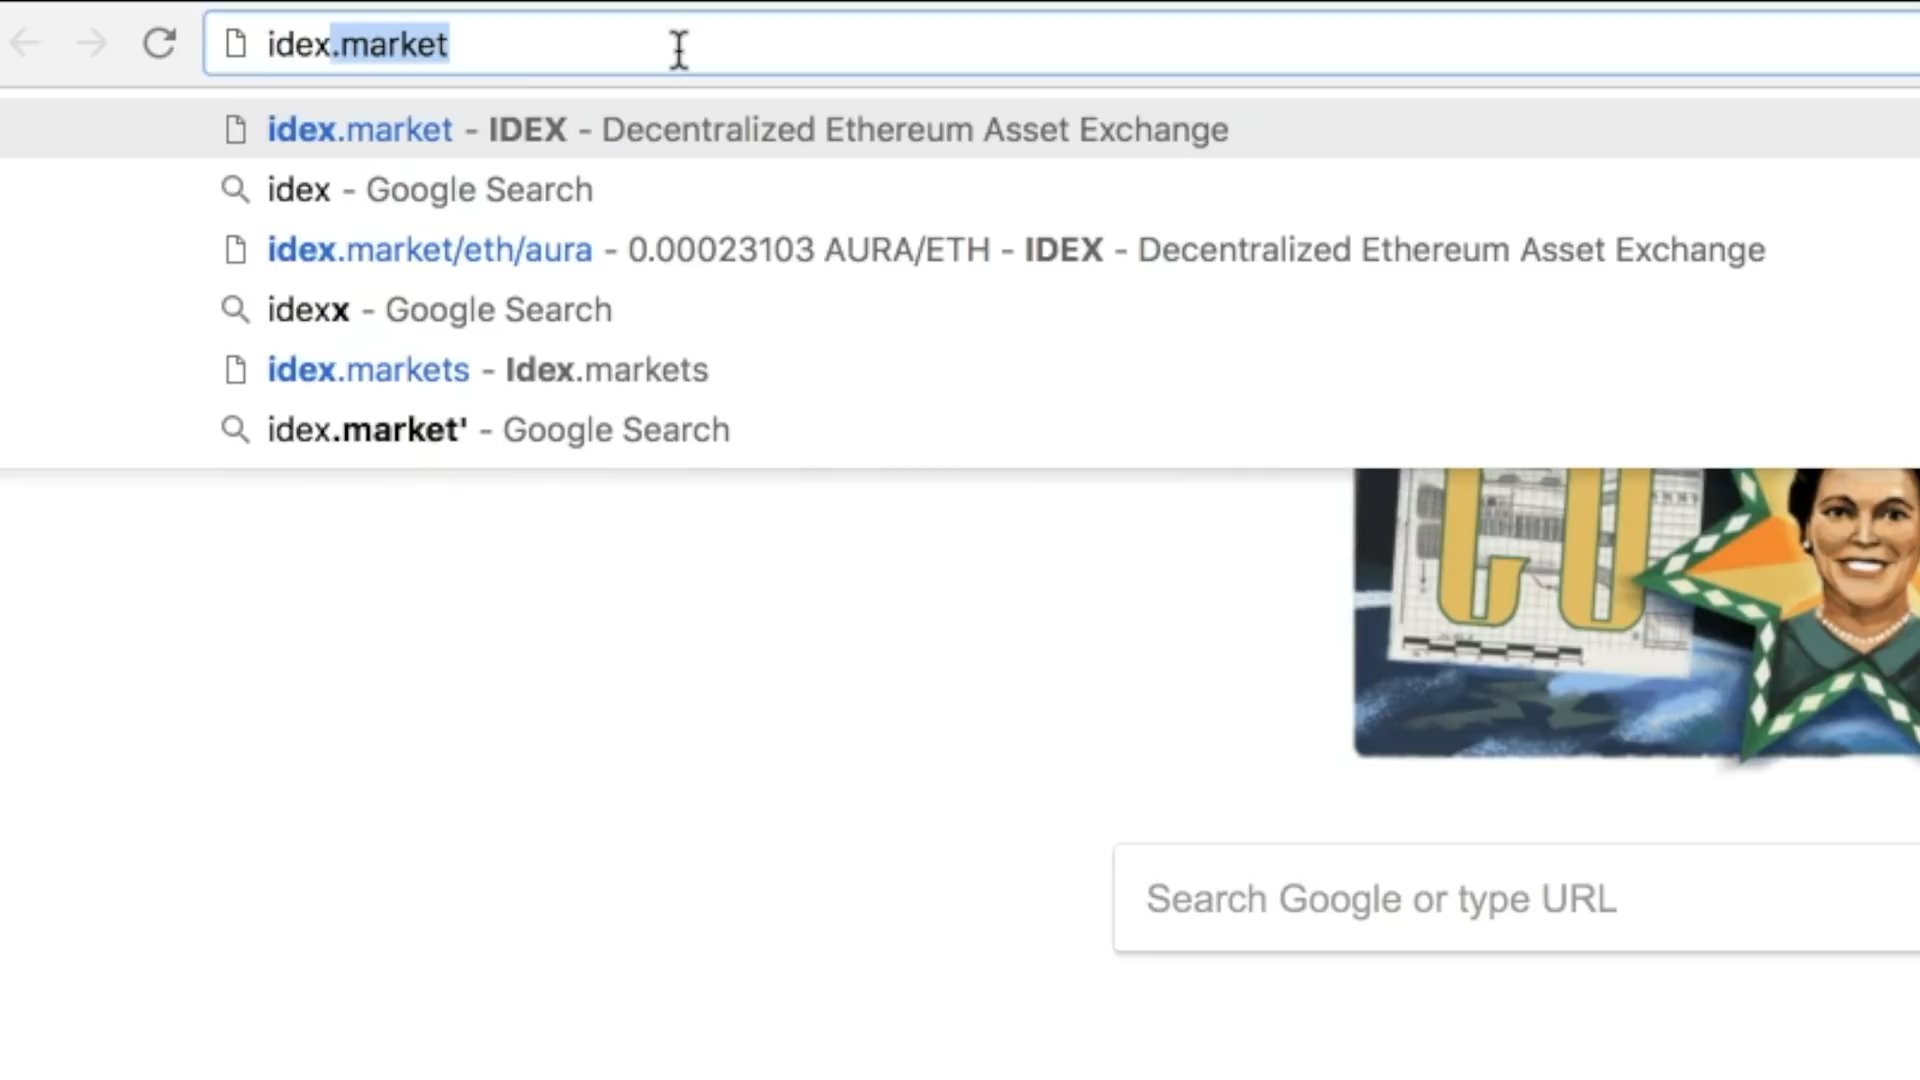 idex.market
idex.market - IDEX - Decentralized Ethereum Asset Exchange
idex - Google Search
idex.market/eth/aura - 0.00023103 AURA/ETH - IDEX - Decentralized Ethereum Asset Exchange
idexx - Google Search
idex.markets - Idex.markets
idex.market' - Google Search
Search Google or type URL